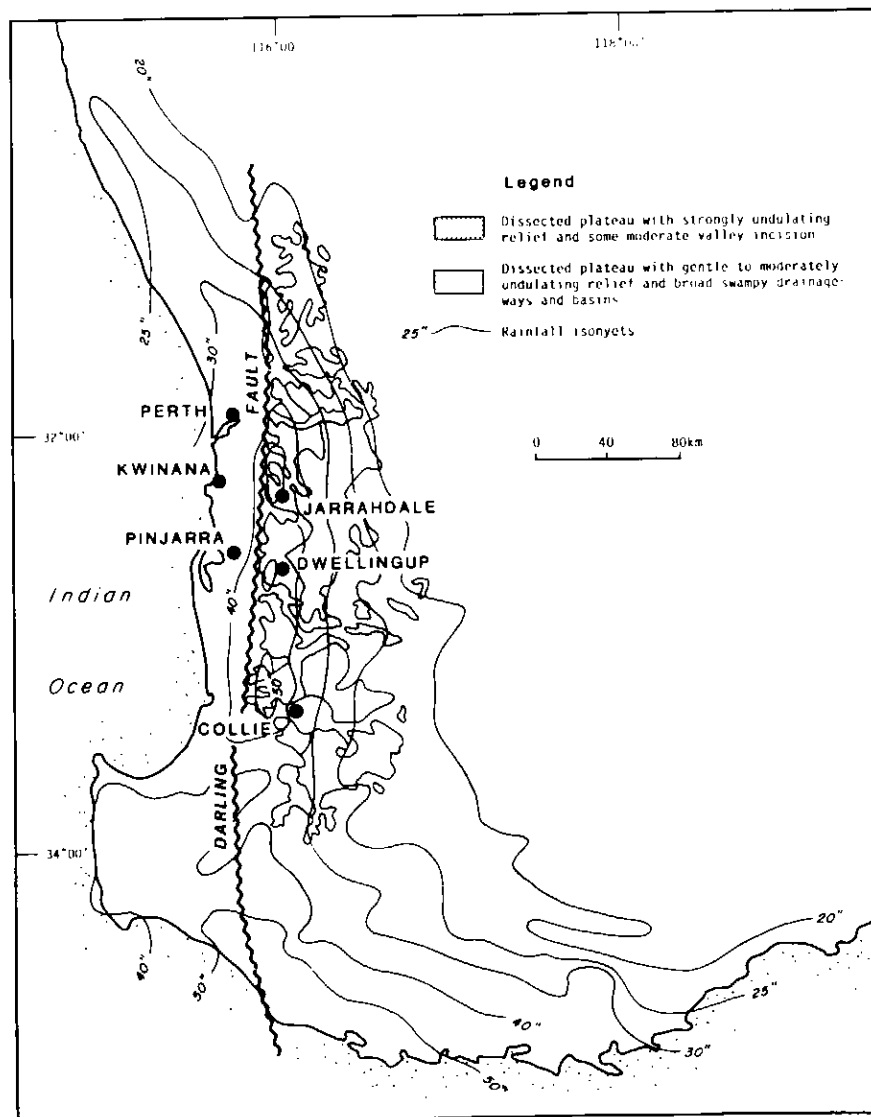 116°00
118°00'
20"
Legend
Dissected plateau with strongly undulating
relief and some moderate valley incision
Dissected plateau with gentle to moderately
undulating relief and broad swampy drainage-
ways and basins
25" Rainfall isohyets
25"
30"
FAULT
PERTH
32°00'
0 40 80km
KWINANA
JARRAHDALE
PINJARRA
DWELLINGUP
Indian
40"
Ocean
50"
COLLIE
DARLING
34°00'
20"
40"
50"
25"
40"
30"
50"